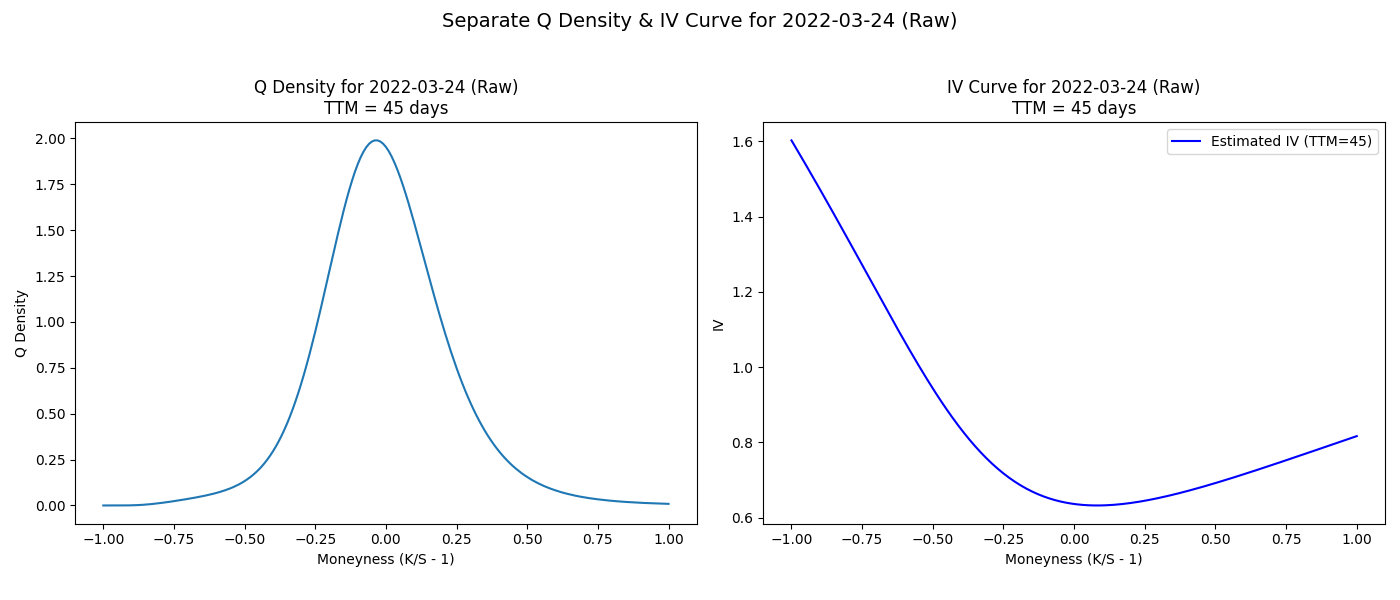 Separate Q Density & IV Curve for 2022-03-24 (Raw)
Q Density for 2022-03-24 (Raw)
TTM = 45 days
2.00
1.75
1.50
1.25
1.00
0.75
0.50
0.25
0.00
Q Density
−1.00 −0.75 −0.50 −0.25 0.00 0.25 0.50 0.75 1.00
Moneyness (K/S - 1)
IV Curve for 2022-03-24 (Raw)
TTM = 45 days
Estimated IV (TTM=45)
1.6
1.4
1.2
1.0
0.8
0.6
IV
−1.00 −0.75 −0.50 −0.25 0.00 0.25 0.50 0.75 1.00
Moneyness (K/S - 1)